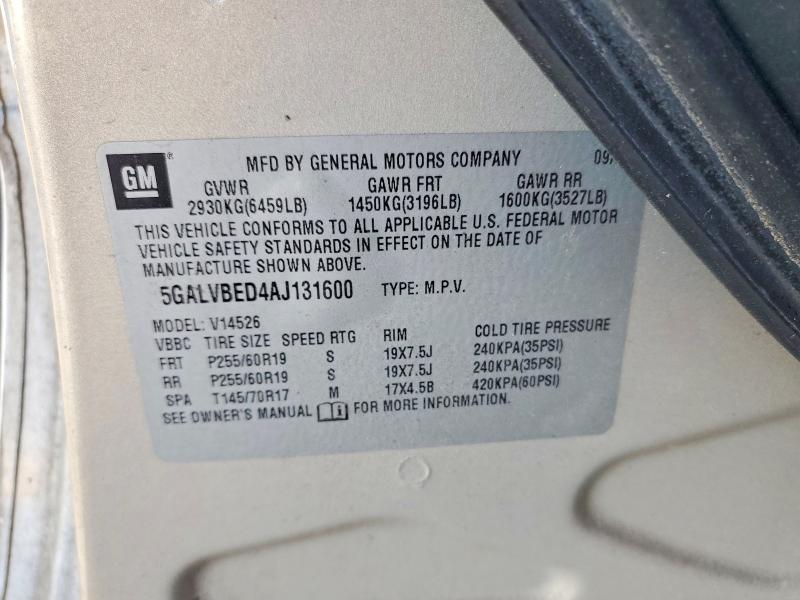 GM ® MFD BY GENERAL MOTORS COMPANY 09/
GVWR GAWR FRT GAWR RR
2930KG(6459LB) 1450KG(3196LB) 1600KG(3527LB)
THIS VEHICLE CONFORMS TO ALL APPLICABLE U.S. FEDERAL MOTOR
VEHICLE SAFETY STANDARDS IN EFFECT ON THE DATE OF
MANUFACTURE SHOWN ABOVE.
5GALVBED4AJ131600 TYPE: M.P.V.
MODEL: V14526
VBBC TIRE SIZE SPEED RTG RIM COLD TIRE PRESSURE
FRT P255/60R19 S 19X7.5J 240KPA(35PSI)
RR P255/60R19 S 19X7.5J 240KPA(35PSI)
SPA T145/70R17 M 17X4.5B 420KPA(60PSI)
SEE OWNER'S MANUAL FOR MORE INFORMATION.